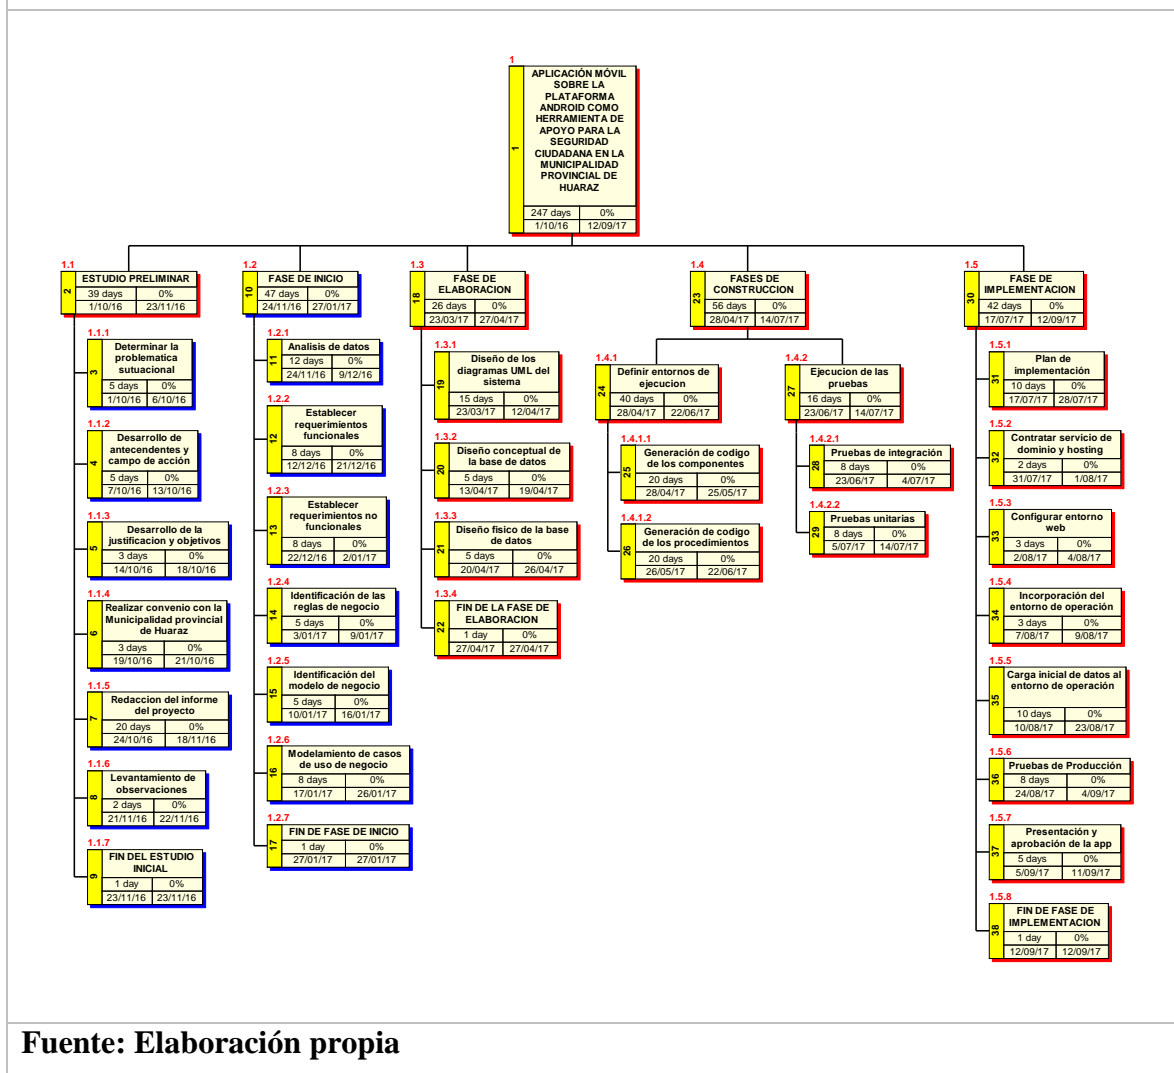 1
1
APLICACIÓN MÓVIL
SOBRE LA
PLATAFORMA
ANDROID COMO
HERRAMIENTA DE
APOYO PARA LA
SEGURIDAD
CIUDADANA EN LA
MUNICIPALIDAD
PROVINCIAL DE
HUARAZ
247 days 0%
1/10/16 12/09/17
1.1
2
ESTUDIO PRELIMINAR
39 days 0%
1/10/16 23/11/16
1.1.1
3
Determinar la
problematica
sutuacional
5 days 0%
1/10/16 6/10/16
1.1.2
4
Desarrollo de
antencendentes y
campo de acción
5 days 0%
7/10/16 13/10/16
1.1.3
5
Desarrollo de la
justificacion y objetivos
3 days 0%
14/10/16 18/10/16
1.1.4
6
Realizar convenio con la
Municipalidad provincial
de Huaraz
3 days 0%
19/10/16 21/10/16
1.1.5
7
Redaccion del informe
del proyecto
20 days 0%
24/10/16 18/11/16
1.1.6
8
Levantamiento de
observaciones
2 days 0%
21/11/16 22/11/16
1.1.7
9
FIN DEL ESTUDIO
INICIAL
1 day 0%
23/11/16 23/11/16
1.2
10
FASE DE INICIO
47 days 0%
24/11/16 27/01/17
1.2.1
11
Analisis de datos
12 days 0%
24/11/16 9/12/16
1.2.2
12
Establecer
requerimientos
funcionales
8 days 0%
12/12/16 21/12/16
1.2.3
13
Establecer
requerimientos no
funcionales
8 days 0%
22/12/16 2/01/17
1.2.4
14
Identificación de las
reglas de negocio
5 days 0%
3/01/17 9/01/17
1.2.5
15
Identificación del
modelo de negocio
5 days 0%
10/01/17 16/01/17
1.2.6
16
Modelamiento de casos
de uso de negocio
8 days 0%
17/01/17 26/01/17
1.2.7
17
FIN DE FASE DE INICIO
1 day 0%
27/01/17 27/01/17
1.3
18
FASE DE
ELABORACION
26 days 0%
23/03/17 27/04/17
1.3.1
19
Diseño de los
diagramas UML del
sistema
15 days 0%
23/03/17 12/04/17
1.3.2
20
Diseño conceptual de
la base de datos
5 days 0%
13/04/17 19/04/17
1.3.3
21
Diseño fisico de la base
de datos
5 days 0%
20/04/17 26/04/17
1.3.4
22
FIN DE LA FASE DE
ELABORACION
1 day 0%
27/04/17 27/04/17
1.4
23
FASES DE
CONSTRUCCION
56 days 0%
28/04/17 14/07/17
1.4.1
24
Definir entornos de
ejecucion
40 days 0%
28/04/17 22/06/17
1.4.1.1
25
Generación de codigo
de los componentes
20 days 0%
28/04/17 25/05/17
1.4.1.2
26
Generación de codigo
de los procedimientos
20 days 0%
26/05/17 22/06/17
1.4.2
27
Ejecucion de las
pruebas
16 days 0%
23/06/17 14/07/17
1.4.2.1
28
Pruebas de integración
8 days 0%
23/06/17 4/07/17
1.4.2.2
29
Pruebas unitarias
8 days 0%
5/07/17 14/07/17
1.5
30
FASE DE
IMPLEMENTACION
42 days 0%
17/07/17 12/09/17
1.5.1
31
Plan de
implementación
10 days 0%
17/07/17 28/07/17
1.5.2
32
Contratar servicio de
dominio y hosting
2 days 0%
31/07/17 1/08/17
1.5.3
33
Configurar entorno
web
3 days 0%
2/08/17 4/08/17
1.5.4
34
Incorporación del
entorno de operación
3 days 0%
7/08/17 9/08/17
1.5.5
35
Carga inicial de datos al
entorno de operación
10 days 0%
10/08/17 23/08/17
1.5.6
36
Pruebas de Producción
8 days 0%
24/08/17 4/09/17
1.5.7
37
Presentación y
aprobación de la app
5 days 0%
5/09/17 11/09/17
1.5.8
38
FIN DE FASE DE
IMPLEMENTACION
1 day 0%
12/09/17 12/09/17
Fuente: Elaboración propia